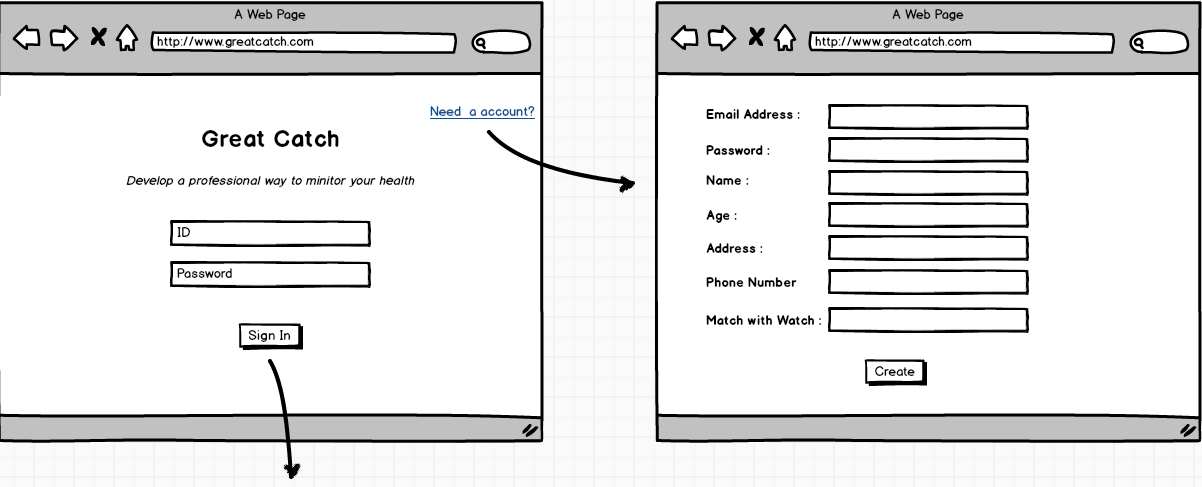 A Web Page
http://www.greatcatch.com
Need a account?
Great Catch
Develop a professional way to minitor your health
ID
Password
Sign In
A Web Page
http://www.greatcatch.com
Email Address :
Password :
Name :
Age :
Address :
Phone Number
Match with Watch :
Create